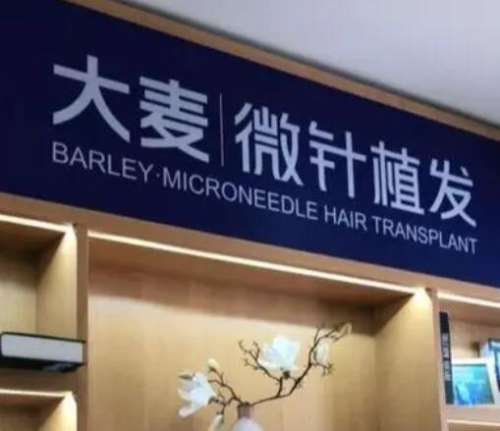 大麦|微针植发
BARLEY·MICRONEEDLE HAIR TRANSPLANT